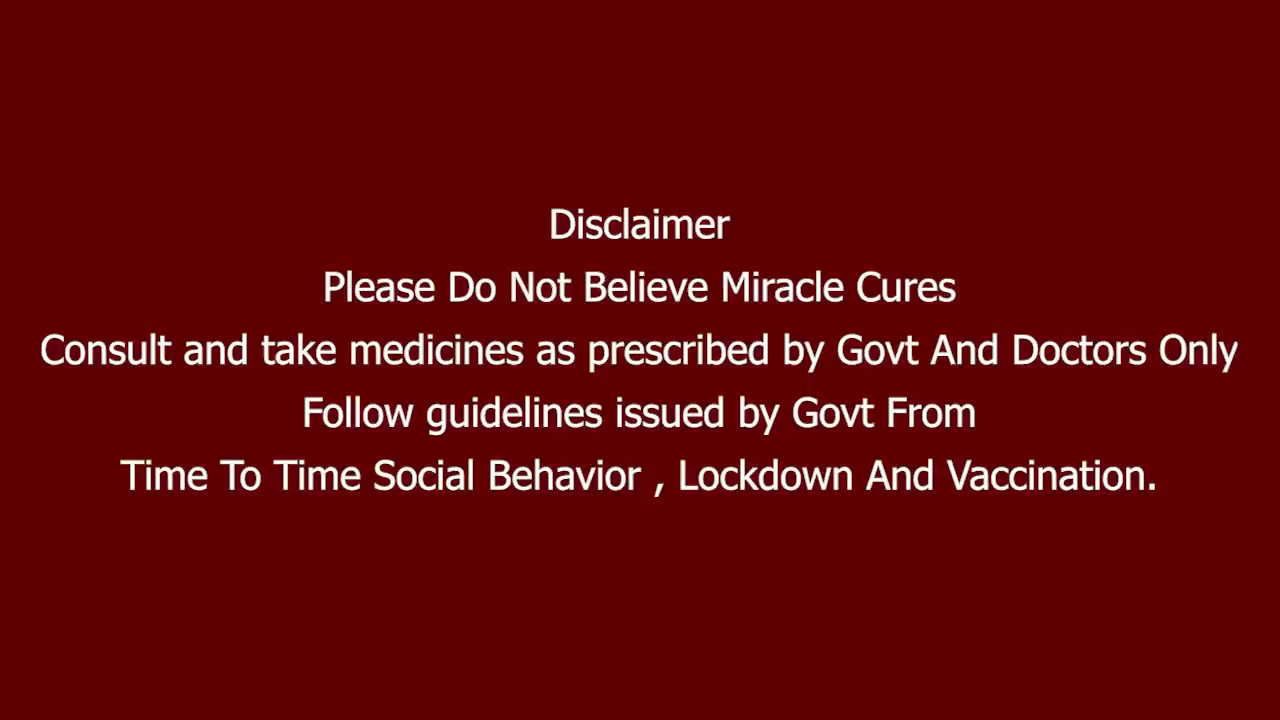 Disclaimer
Please Do Not Believe Miracle Cures
Consult and take medicines as prescribed by Govt And Doctors Only
Follow guidelines issued by Govt From
Time To Time Social Behavior , Lockdown And Vaccination.